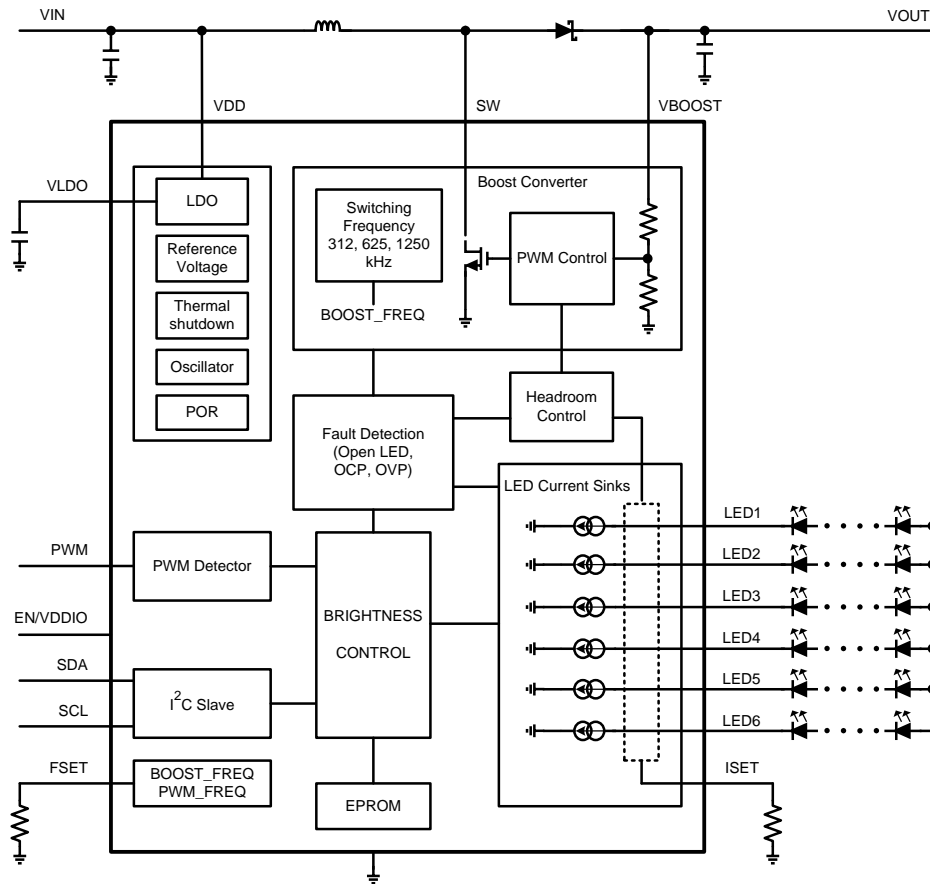 VIN
VOUT
VDD
SW
VBOOST
VLDO
LDO
Reference
Voltage
Thermal
shutdown
Oscillator
POR
Boost Converter
Switching
Frequency
312, 625, 1250
kHz
BOOST_FREQ
PWM Control
Headroom
Control
Fault Detection
(Open LED,
OCP, OVP)
LED Current Sinks
LED1
LED2
LED3
LED4
LED5
LED6
PWM
PWM Detector
EN/VDDIO
BRIGHTNESS
CONTROL
SDA
SCL
I²C Slave
FSET
BOOST_FREQ
PWM_FREQ
EPROM
ISET